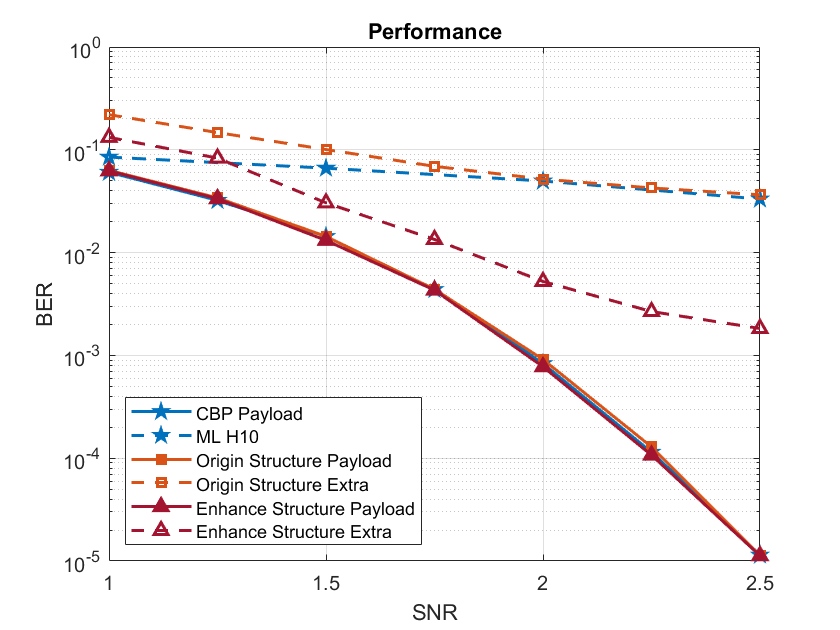 Performance
10^0
10^-1
10^-2
10^-3
10^-4
10^-5
BER
CBP Payload
ML H10
Origin Structure Payload
Origin Structure Extra
Enhance Structure Payload
Enhance Structure Extra
1 1.5 2 2.5
SNR